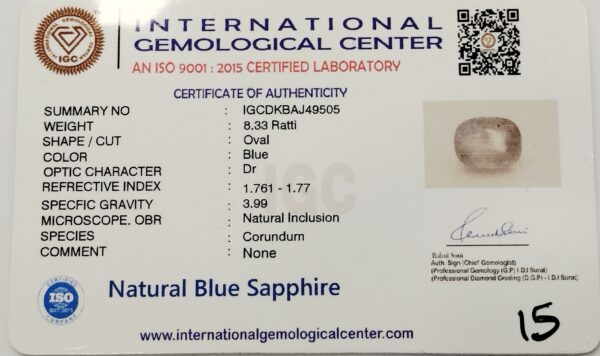 INTERNATIONAL
GEMOLOGICAL CENTER
AN ISO 9001 : 2015 CERTIFIED LABORATORY
IGC
CERTIFICATE OF AUTHENTICITY
SUMMARY NO : IGCDKBAJ49505
WEIGHT : 8.33 Ratti
SHAPE / CUT : Oval
COLOR : Blue
OPTIC CHARACTER : Dr
REFRECTIVE INDEX : 1.761 - 1.77
SPECFIC GRAVITY : 3.99
MICROSCOPE. OBR : Natural Inclusion
SPECIES : Corundum
COMMENT : None
IGC
Rahul Soni
Auth. Sign (Chief Gemologist)
(Professional Gemology (G.P) I.D.I Surat)
(Professional Diamond Grading (D.G.P) - I.D.I Surat)
ISO
Natural Blue Sapphire
www.internationalgemologicalcenter.com
15